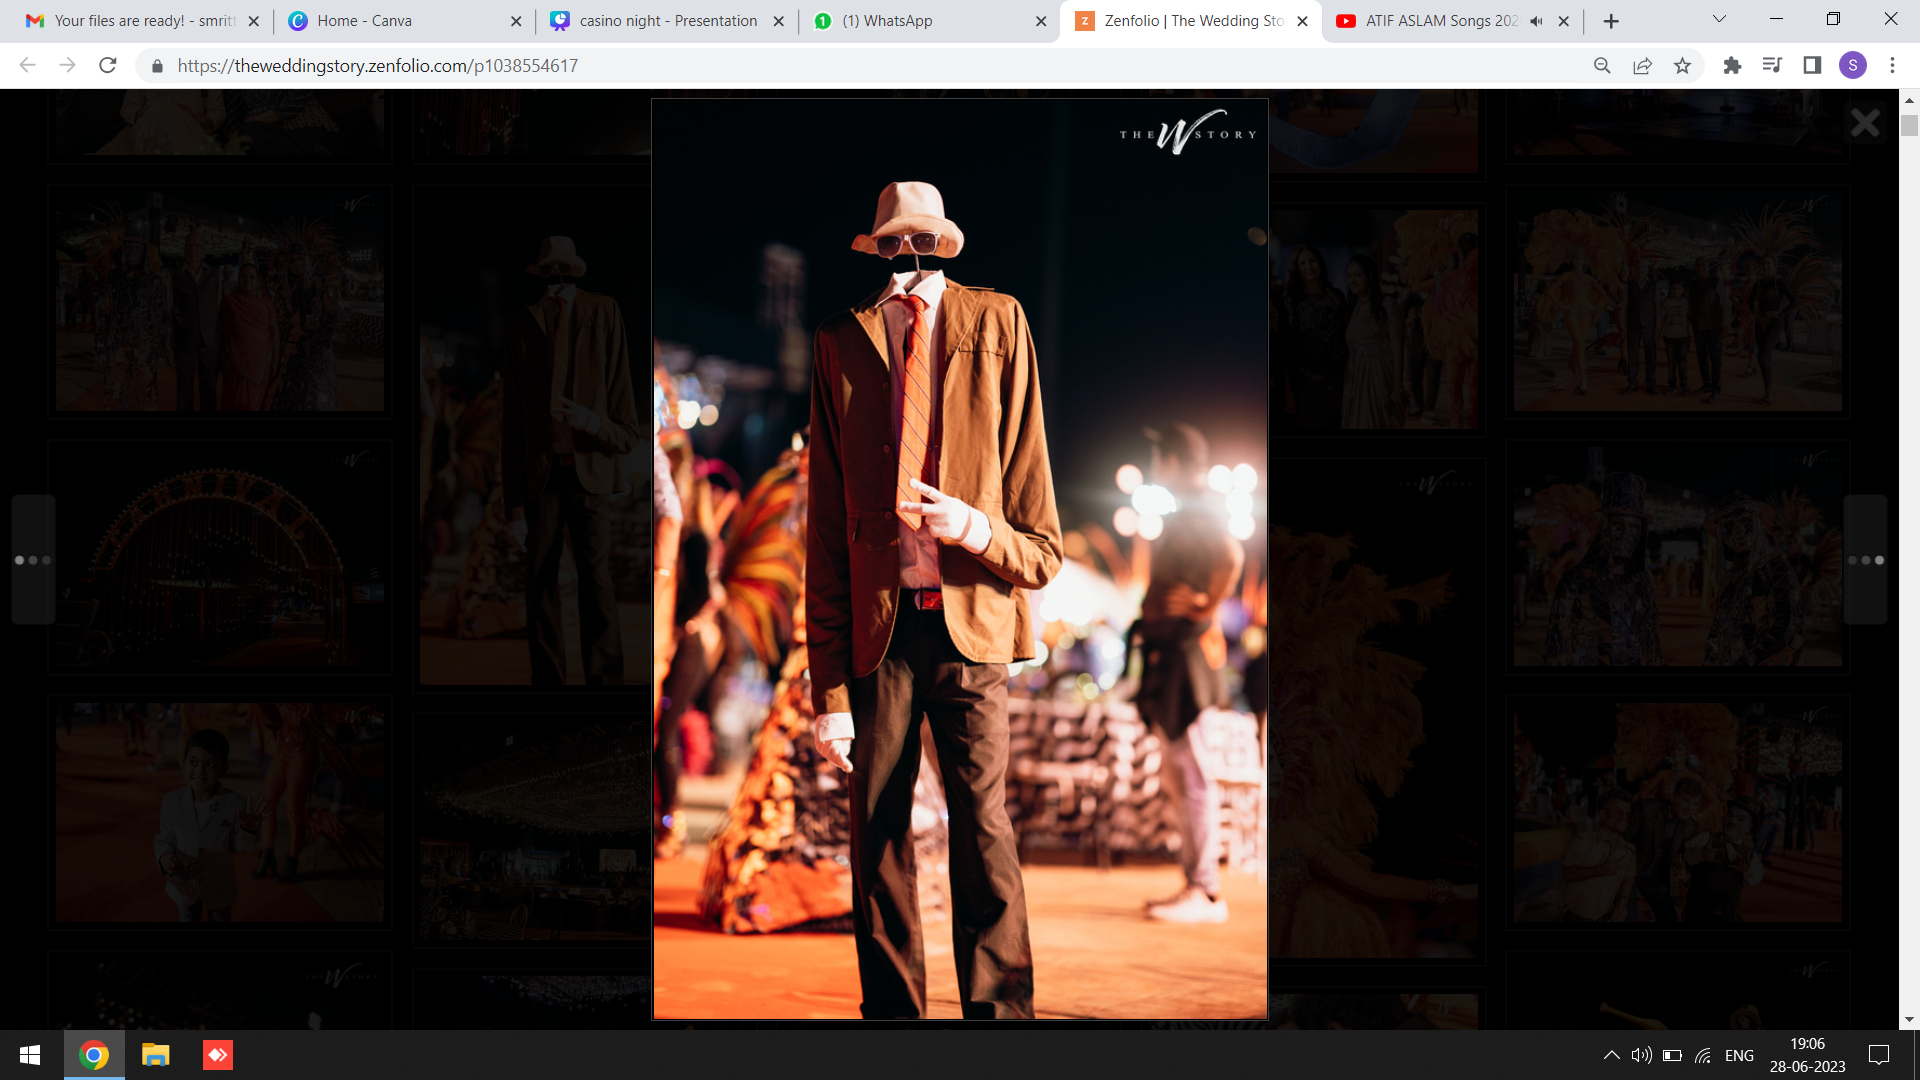 Your files are ready! - smrit
Home - Canva
casino night - Presentation
(1) WhatsApp
Zenfolio | The Wedding Sto
ATIF ASLAM Songs 202
https://theweddingstory.zenfolio.com/p1038554617
S
THE W STORY
ENG
19:06
28-06-2023